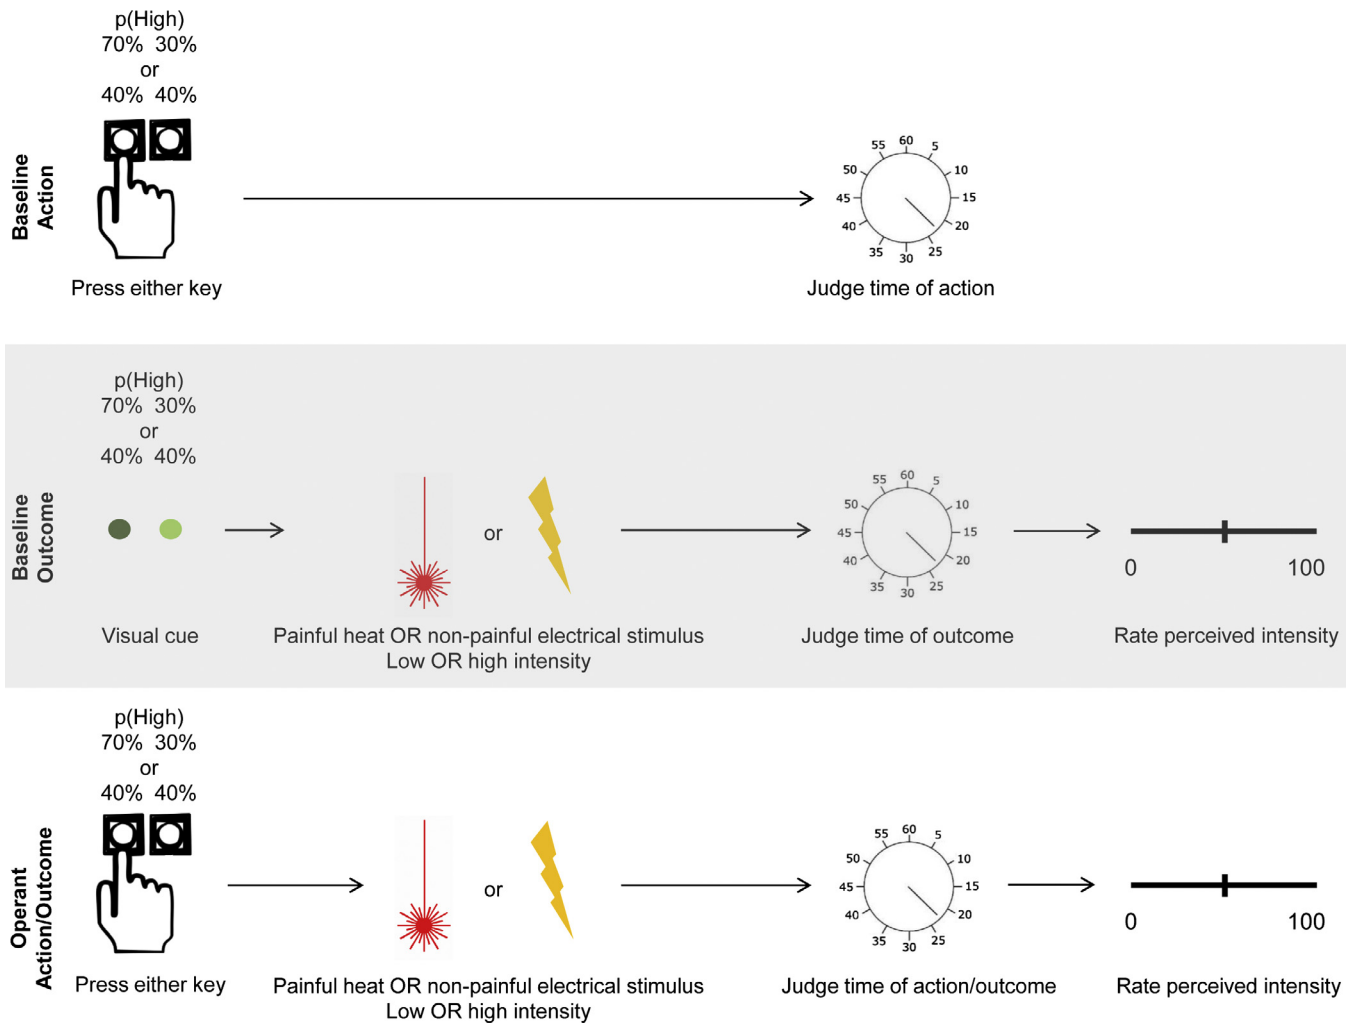 p(High)
70% 30%
or
40% 40%
Baseline
Action
60
5
10
15
20
25
30
35
40
45
50
55
Press either key
Judge time of action
p(High)
70% 30%
or
40% 40%
Baseline
Outcome
or
60
5
10
15
20
25
30
35
40
45
50
55
0 100
Visual cue
Painful heat OR non-painful electrical stimulus
Low OR high intensity
Judge time of outcome
Rate perceived intensity
p(High)
70% 30%
or
40% 40%
Operant
Action/Outcome
or
60
5
10
15
20
25
30
35
40
45
50
55
0 100
Press either key
Painful heat OR non-painful electrical stimulus
Low OR high intensity
Judge time of action/outcome
Rate perceived intensity